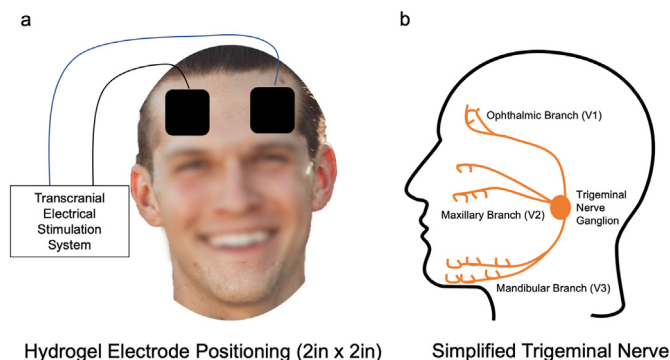 a
Transcranial
Electrical
Stimulation
System
Hydrogel Electrode Positioning (2in x 2in)
b
Ophthalmic Branch (V1)
Maxillary Branch (V2)
Trigeminal
Nerve
Ganglion
Mandibular Branch (V3)
Simplified Trigeminal Nerve